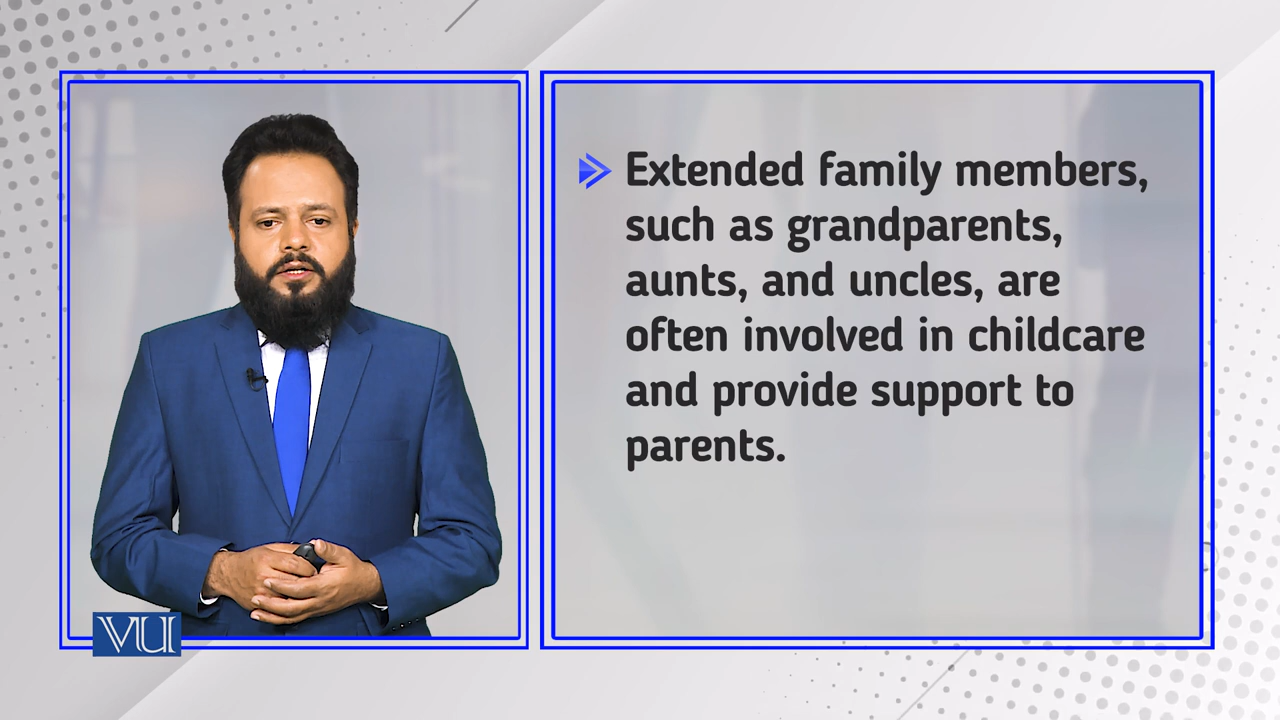 Extended family members,
such as grandparents,
aunts, and uncles, are
often involved in childcare
and provide support to
parents.
VU